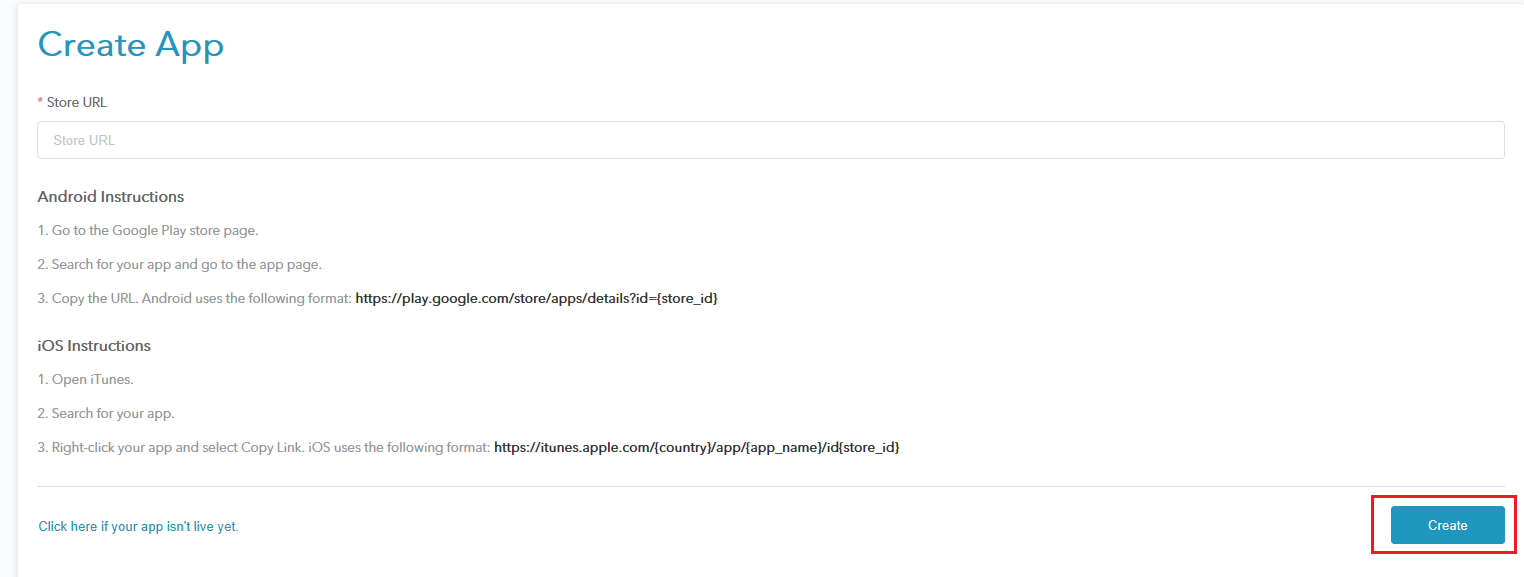 Create App
* Store URL
Store URL
Android Instructions
1. Go to the Google Play store page.
2. Search for your app and go to the app page.
3. Copy the URL. Android uses the following format: https://play.google.com/store/apps/details?id={store_id}
iOS Instructions
1. Open iTunes.
2. Search for your app.
3. Right-click your app and select Copy Link. iOS uses the following format: https://itunes.apple.com/{country}/app/{app_name}/id{store_id}
Click here if your app isn't live yet.
Create